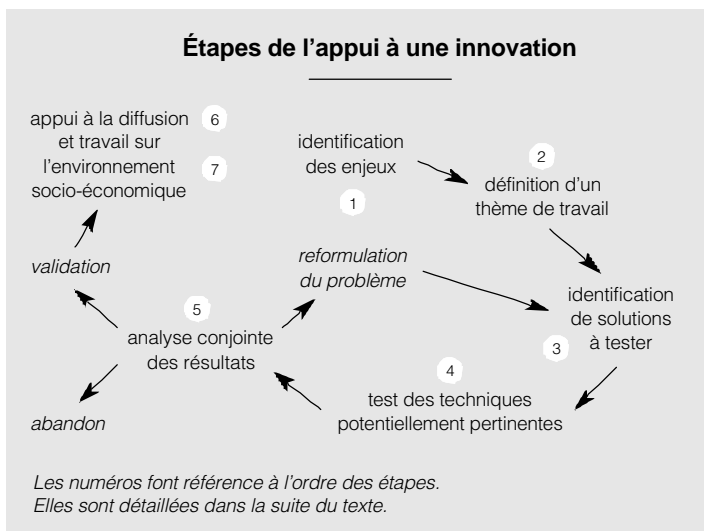 Étapes de l’appui à une innovation
appui à la diffusion 6
et travail sur
l’environnement 7
socio-économique
identification
des enjeux
1
2
définition d’un
thème de travail
validation
reformulation
du problème
identification
de solutions
3 à tester
5
analyse conjointe
des résultats
4
test des techniques
potentiellement pertinentes
abandon
Les numéros font référence à l’ordre des étapes.
Elles sont détaillées dans la suite du texte.